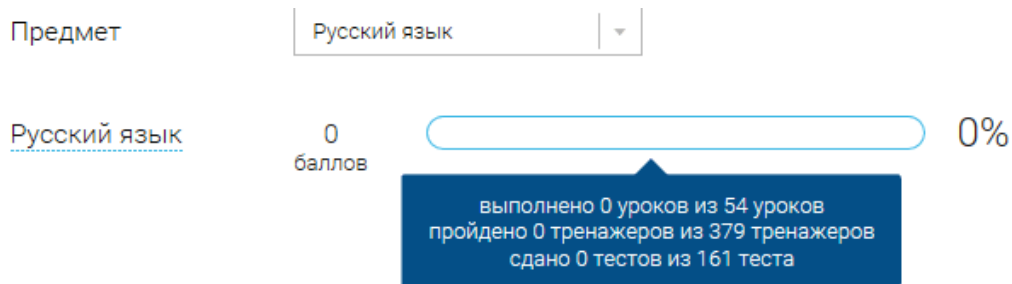 Предмет
Русский язык
Русский язык
0
баллов
0%
выполнено 0 уроков из 54 уроков
пройдено 0 тренажеров из 379 тренажеров
сдано 0 тестов из 161 теста